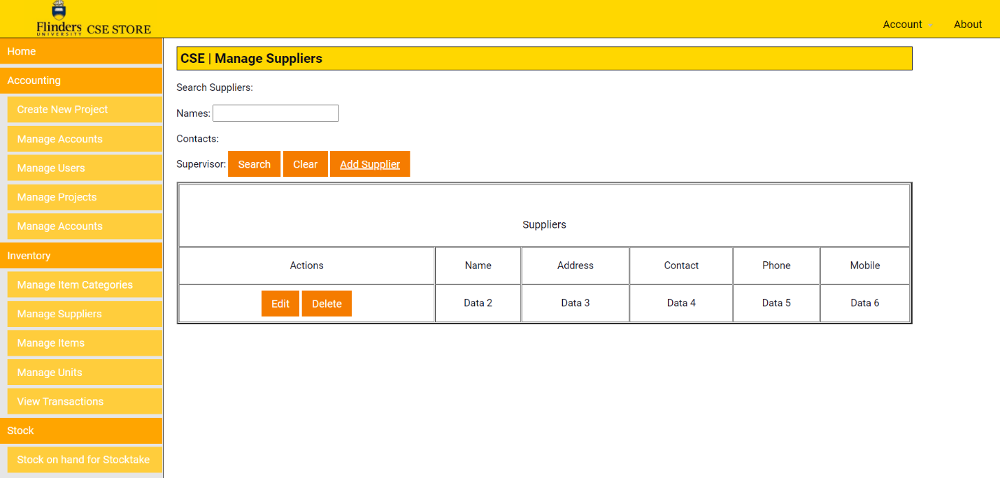 Flinders
UNIVERSITY
CSE STORE
Account
About
Home
Accounting
Create New Project
Manage Accounts
Manage Users
Manage Projects
Manage Accounts
Inventory
Manage Item Categories
Manage Suppliers
Manage Items
Manage Units
View Transactions
Stock
Stock on hand for Stocktake
CSE | Manage Suppliers
Search Suppliers:
Names:
Contacts:
Supervisor: Search Clear Add Supplier
Suppliers
Actions Name Address Contact Phone Mobile
Edit Delete Data 2 Data 3 Data 4 Data 5 Data 6